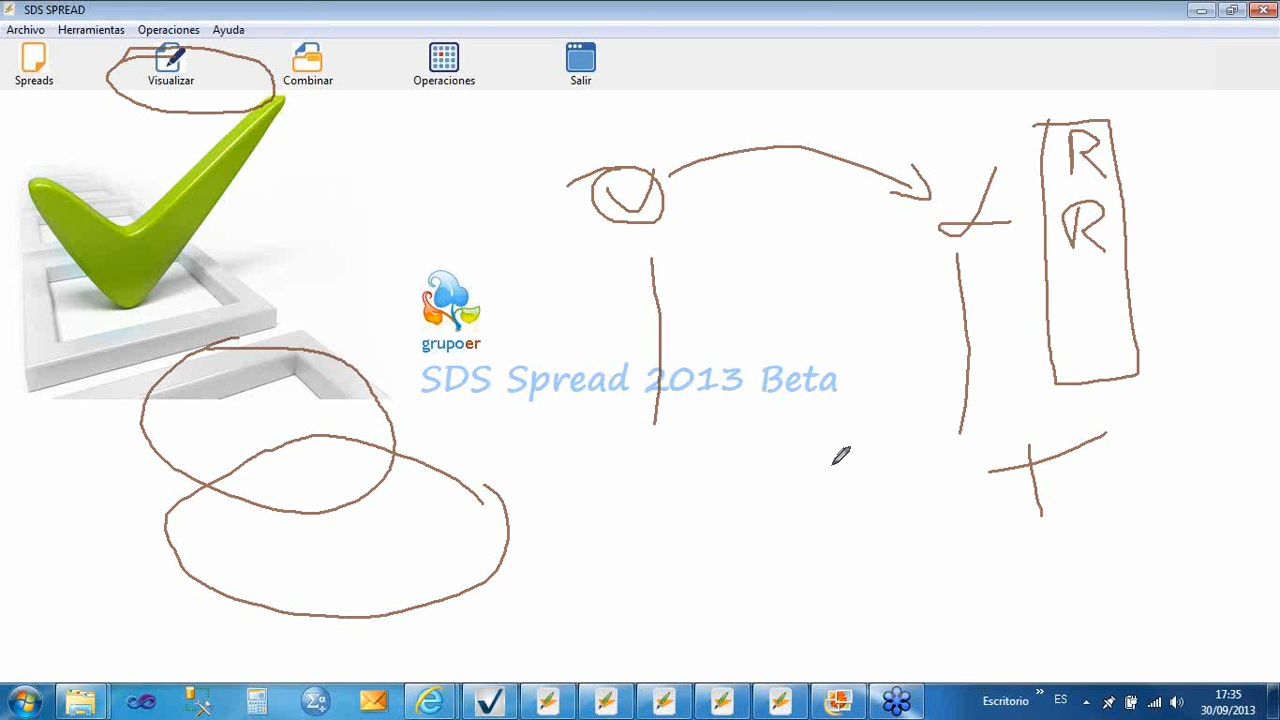 SDS SPREAD
Archivo Herramientas Operaciones Ayuda
Spreads Visualizar Combinar Operaciones Salir
R
R
grupoer
SDS Spread 2013 Beta
Escritorio » ES 17:35
30/09/2013